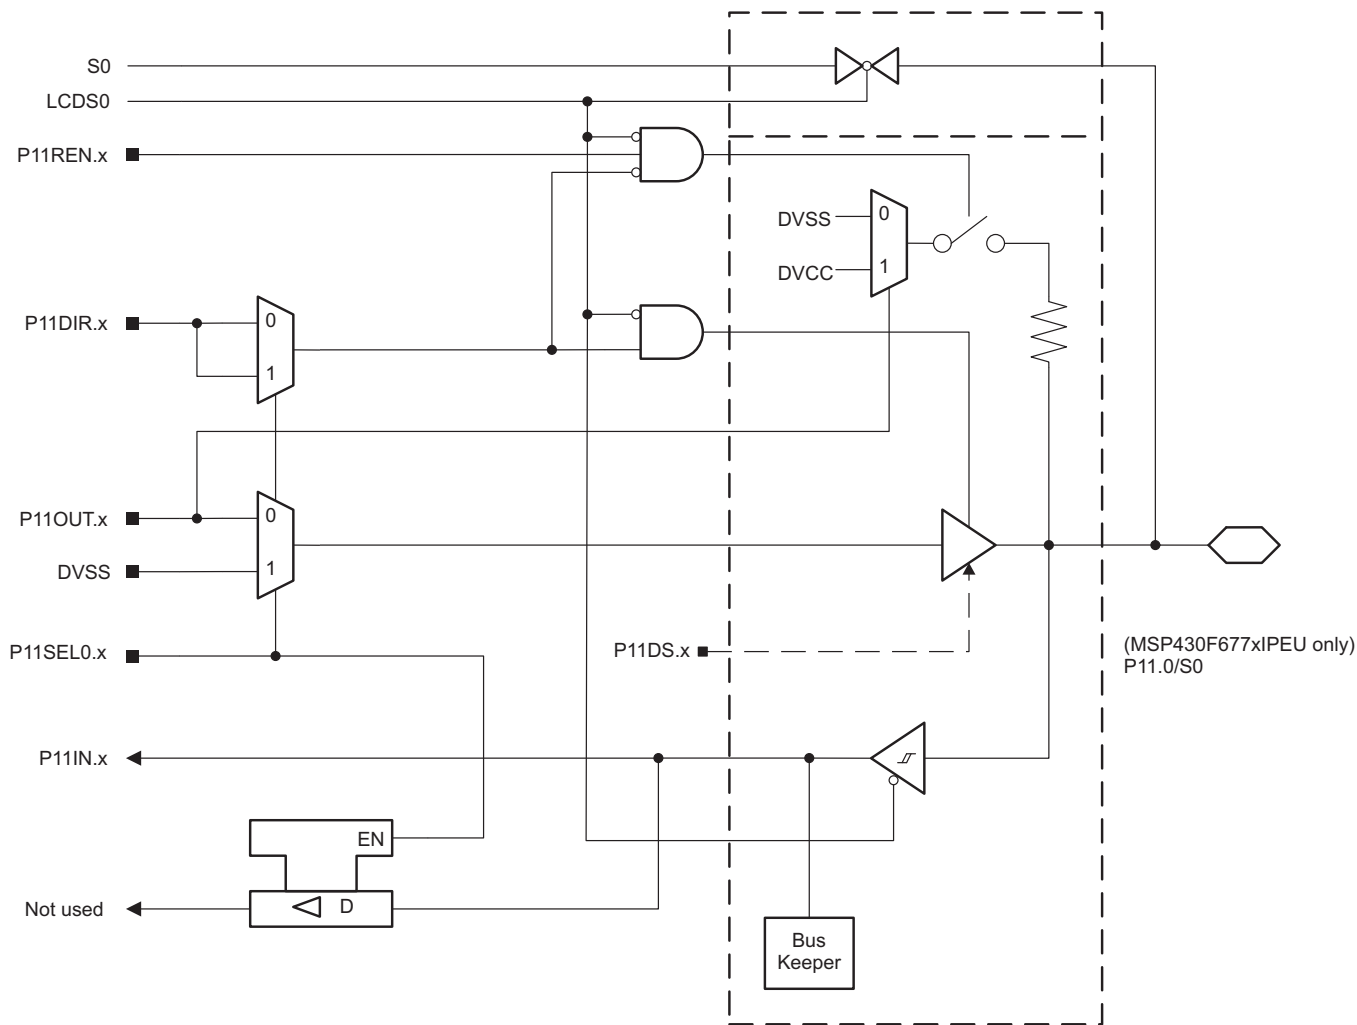 S0
LCDS0
P11REN.x
DVSS
0
DVCC
1
P11DIR.x
0
1
P11OUT.x
0
DVSS
1
P11SEL0.x
P11DS.x
(MSP430F677xIPEU only)
P11.0/S0
P11IN.x
EN
D
Not used
Bus
Keeper